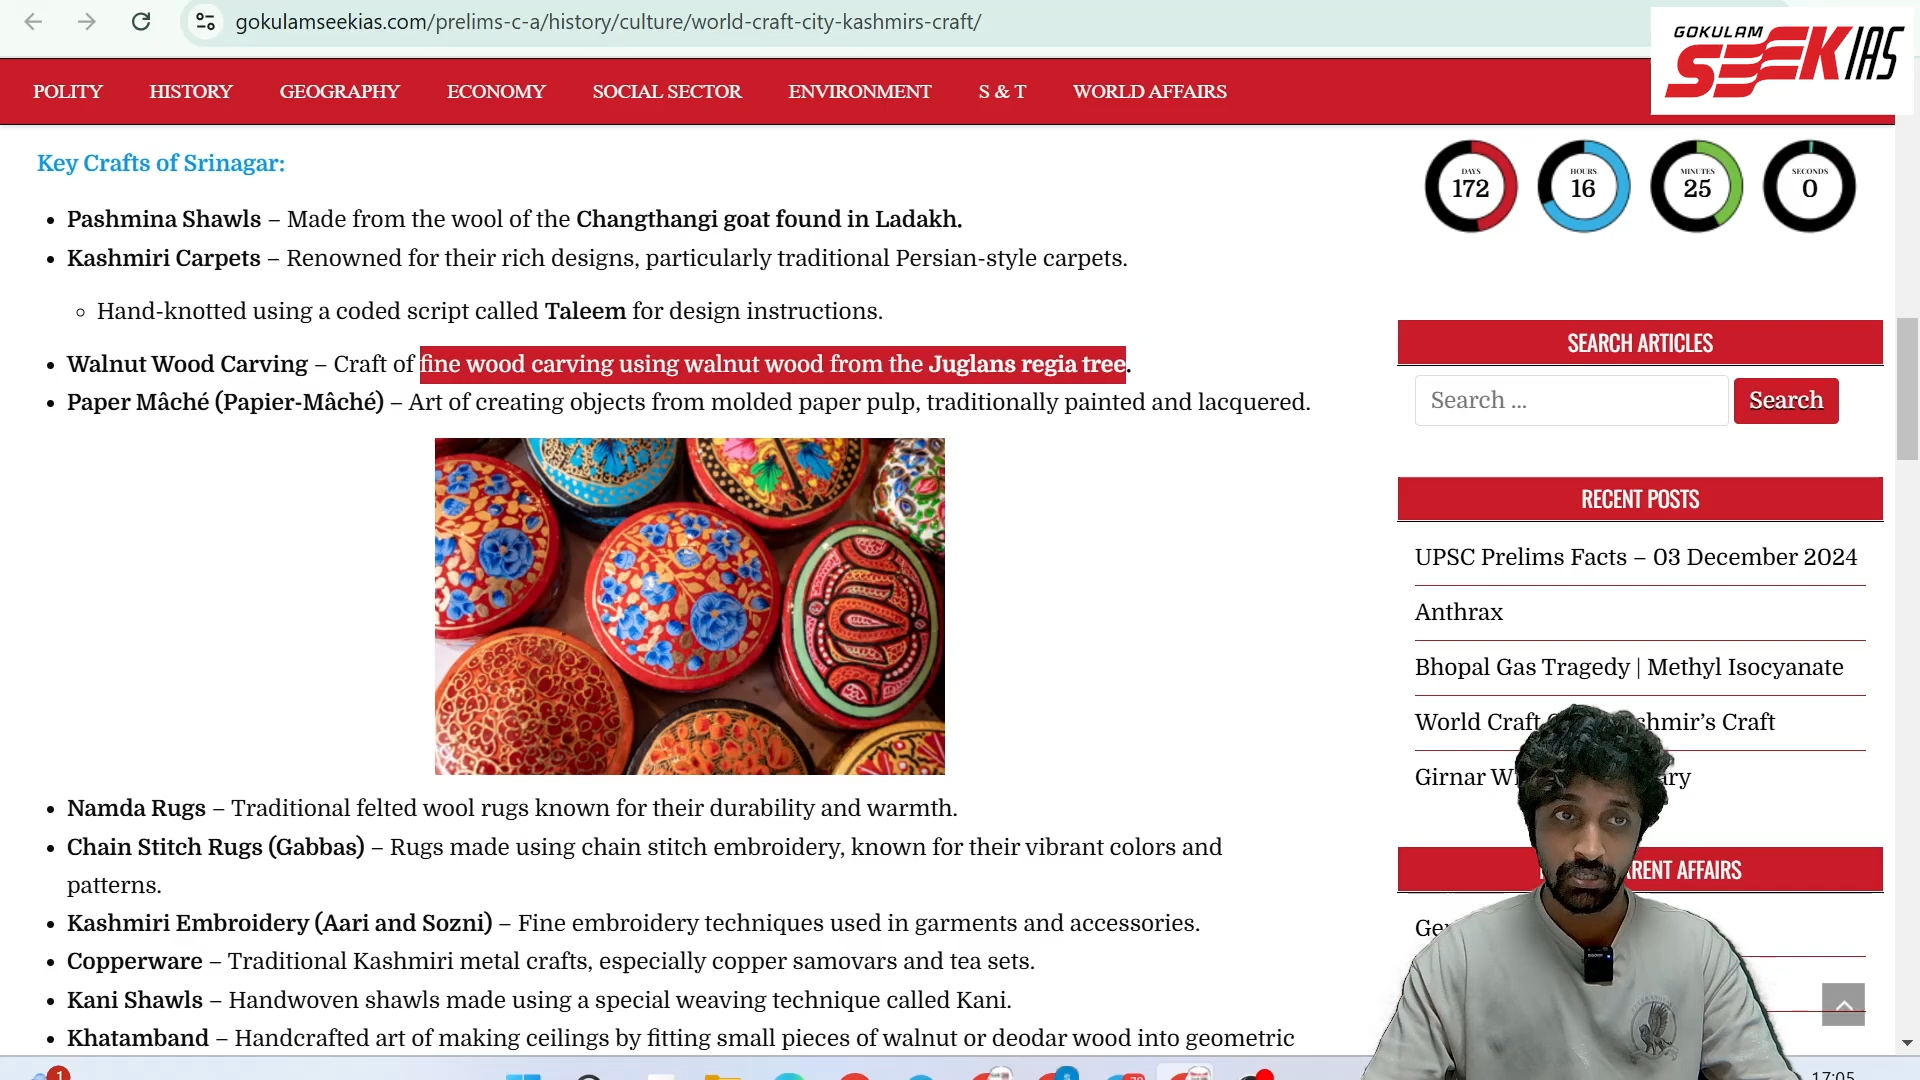 gokulamseekias.com/prelims-c-a/history/culture/world-craft-city-kashmirs-craft/
GOKULAM
SEEKIAS
POLITY HISTORY GEOGRAPHY ECONOMY SOCIAL SECTOR ENVIRONMENT S & T WORLD AFFAIRS
Key Crafts of Srinagar:
• Pashmina Shawls – Made from the wool of the Changthangi goat found in Ladakh.
• Kashmiri Carpets – Renowned for their rich designs, particularly traditional Persian-style carpets.
◦ Hand-knotted using a coded script called Taleem for design instructions.
• Walnut Wood Carving – Craft of fine wood carving using walnut wood from the Juglans regia tree.
• Paper Mâché (Papier-Mâché) – Art of creating objects from molded paper pulp, traditionally painted and lacquered.
• Namda Rugs – Traditional felted wool rugs known for their durability and warmth.
• Chain Stitch Rugs (Gabbas) – Rugs made using chain stitch embroidery, known for their vibrant colors and
patterns.
• Kashmiri Embroidery (Aari and Sozni) – Fine embroidery techniques used in garments and accessories.
• Copperware – Traditional Kashmiri metal crafts, especially copper samovars and tea sets.
• Kani Shawls – Handwoven shawls made using a special weaving technique called Kani.
• Khatamband – Handcrafted art of making ceilings by fitting small pieces of walnut or deodar wood into geometric
DAYS
172
HOURS
16
MINUTES
25
SECONDS
0
SEARCH ARTICLES
Search ...
Search
RECENT POSTS
UPSC Prelims Facts – 03 December 2024
Anthrax
Bhopal Gas Tragedy | Methyl Isocyanate
World Craft shmir's Craft
Girnar
AFFAIRS
1
17:05